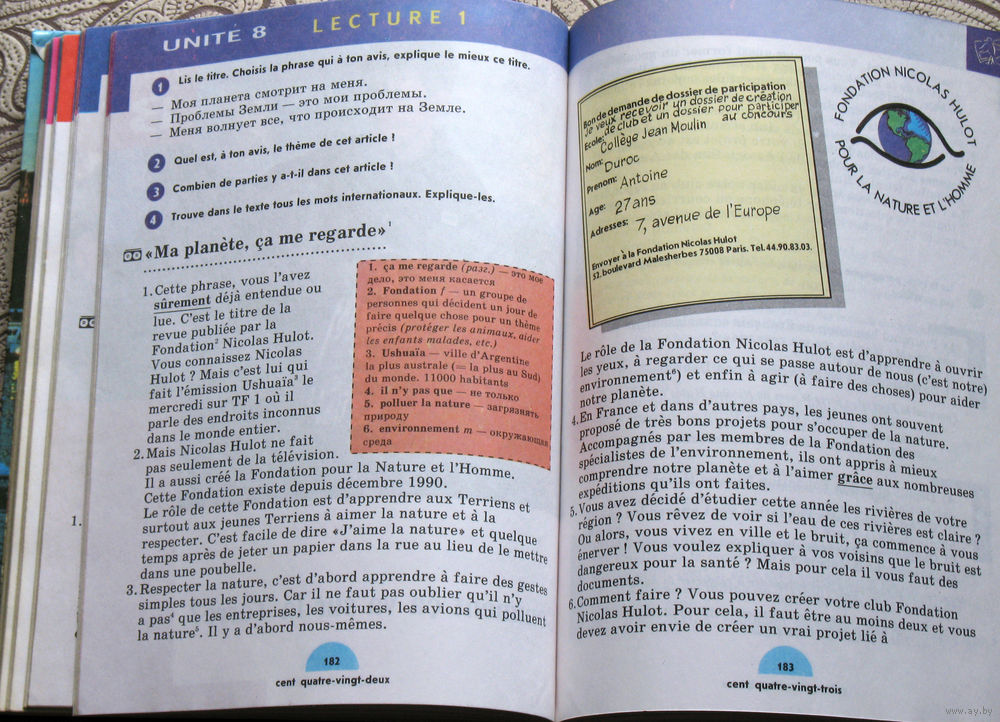 UNITE 8 LECTURE 1
1 Lis le titre. Choisis la phrase qui à ton avis, explique le mieux ce titre.
— Моя планета смотрит на меня.
— Проблемы Земли — это мои проблемы.
— Меня волнует все, что происходит на Земле.
2 Quel est, à ton avis, le thème de cet article ?
3 Combien de parties y a-t-il dans cet article ?
4 Trouve dans le texte tous les mots internationaux. Explique-les.
«Ma planète, ça me regarde»¹
1. Cette phrase, vous l'avez
sûrement déjà entendue ou
lue. C'est le titre de la
revue publiée par la
Fondation² Nicolas Hulot.
Vous connaissez Nicolas
Hulot ? Mais c'est lui qui
fait l'émission Ushuaïa³ le
mercredi sur TF 1 où il
parle des endroits inconnus
dans le monde entier.
2. Mais Nicolas Hulot ne fait
pas seulement de la télévision.
Il a aussi créé la Fondation pour la Nature et l'Homme.
Cette Fondation existe depuis décembre 1990.
Le rôle de cette Fondation est d'apprendre aux Terriens et
surtout aux jeunes Terriens à aimer la nature et à la
respecter. C'est facile de dire «J'aime la nature» et quelque
temps après de jeter un papier dans la rue au lieu de le mettre
dans une poubelle.
3. Respecter la nature, c'est d'abord apprendre à faire des gestes
simples tous les jours. Car il ne faut pas oublier qu'il n'y
a pas⁴ que les entreprises, les voitures, les avions qui polluent
la nature⁵. Il y a d'abord nous-mêmes.
1. ça me regarde (разг.) — это мое
дело, это меня касается
2. Fondation f — un groupe de
personnes qui décident un jour de
faire quelque chose pour un thème
précis (protéger les animaux, aider
les enfants malades, etc.)
3. Ushuaïa — ville d'Argentine
la plus australe (= la plus au Sud)
du monde. 11000 habitants
4. il n'y pas que — не только
5. polluer la nature — загрязнять
природу
6. environnement m — окружающая
среда
1.
182
cent quatre-vingt-deux
Bon de demande de dossier de participation
Je veux recevoir un dossier de création
de club et un dossier pour participer
au concours
Ecole: Collège Jean Moulin
Nom: Duroc
Prenom: Antoine
Age: 27 ans
Adresses: 7, avenue de l'Europe
Envoyer à la Fondation Nicolas Hulot
52, boulevard Malesherbes 75008 Paris. Tel. 44.90.83.03.
FONDATION NICOLAS HULOT
POUR LA NATURE ET L'HOMME
Le rôle de la Fondation Nicolas Hulot est d'apprendre à ouvrir
les yeux, à regarder ce qui se passe autour de nous (c'est notre)
environnement⁶) et enfin à agir (à faire des choses) pour aider
notre planète.
4. En France et dans d'autres pays, les jeunes ont souvent
proposé de très bons projets pour s'occuper de la nature.
Accompagnés par les membres de la Fondation des
spécialistes de l'environnement, ils ont appris à mieux
comprendre notre planète et à l'aimer grâce aux nombreuses
expéditions qu'ils ont faites.
5. Vous avez décidé d'étudier cette année les rivières de votre
région ? Vous rêvez de voir si l'eau de ces rivières est claire ?
Ou alors, vous vivez en ville et le bruit, ça commence à vous
énerver ! Vous voulez expliquer à vos voisins que le bruit est
dangereux pour la santé ? Mais pour cela il vous faut des
documents.
6. Comment faire ? Vous pouvez créer votre club Fondation
Nicolas Hulot. Pour cela, il faut être au moins deux et vous
devez avoir envie de créer un vrai projet lié à
183
cent quatre-vingt-trois
www.ay.by